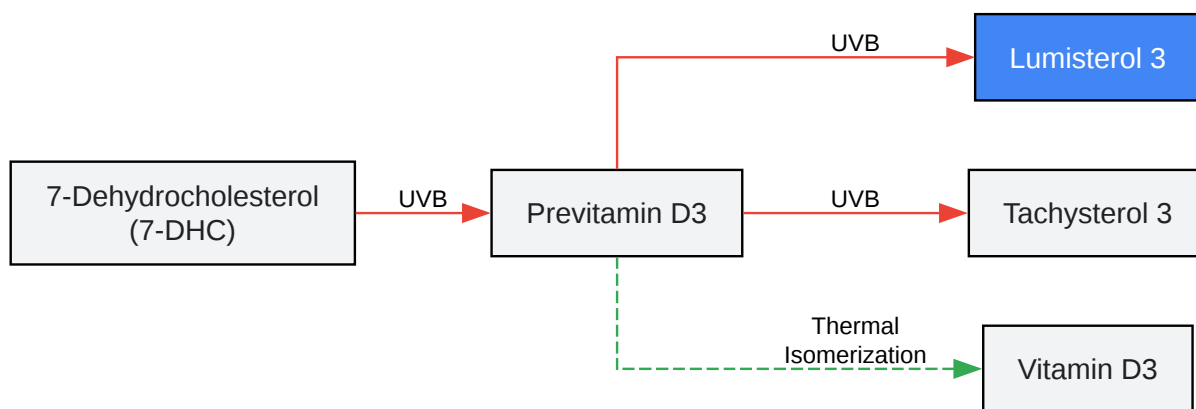 UVB
Lumisterol 3
7-Dehydrocholesterol
(7-DHC)
UVB
Previtamin D3
UVB
Tachysterol 3
Thermal
Isomerization
Vitamin D3